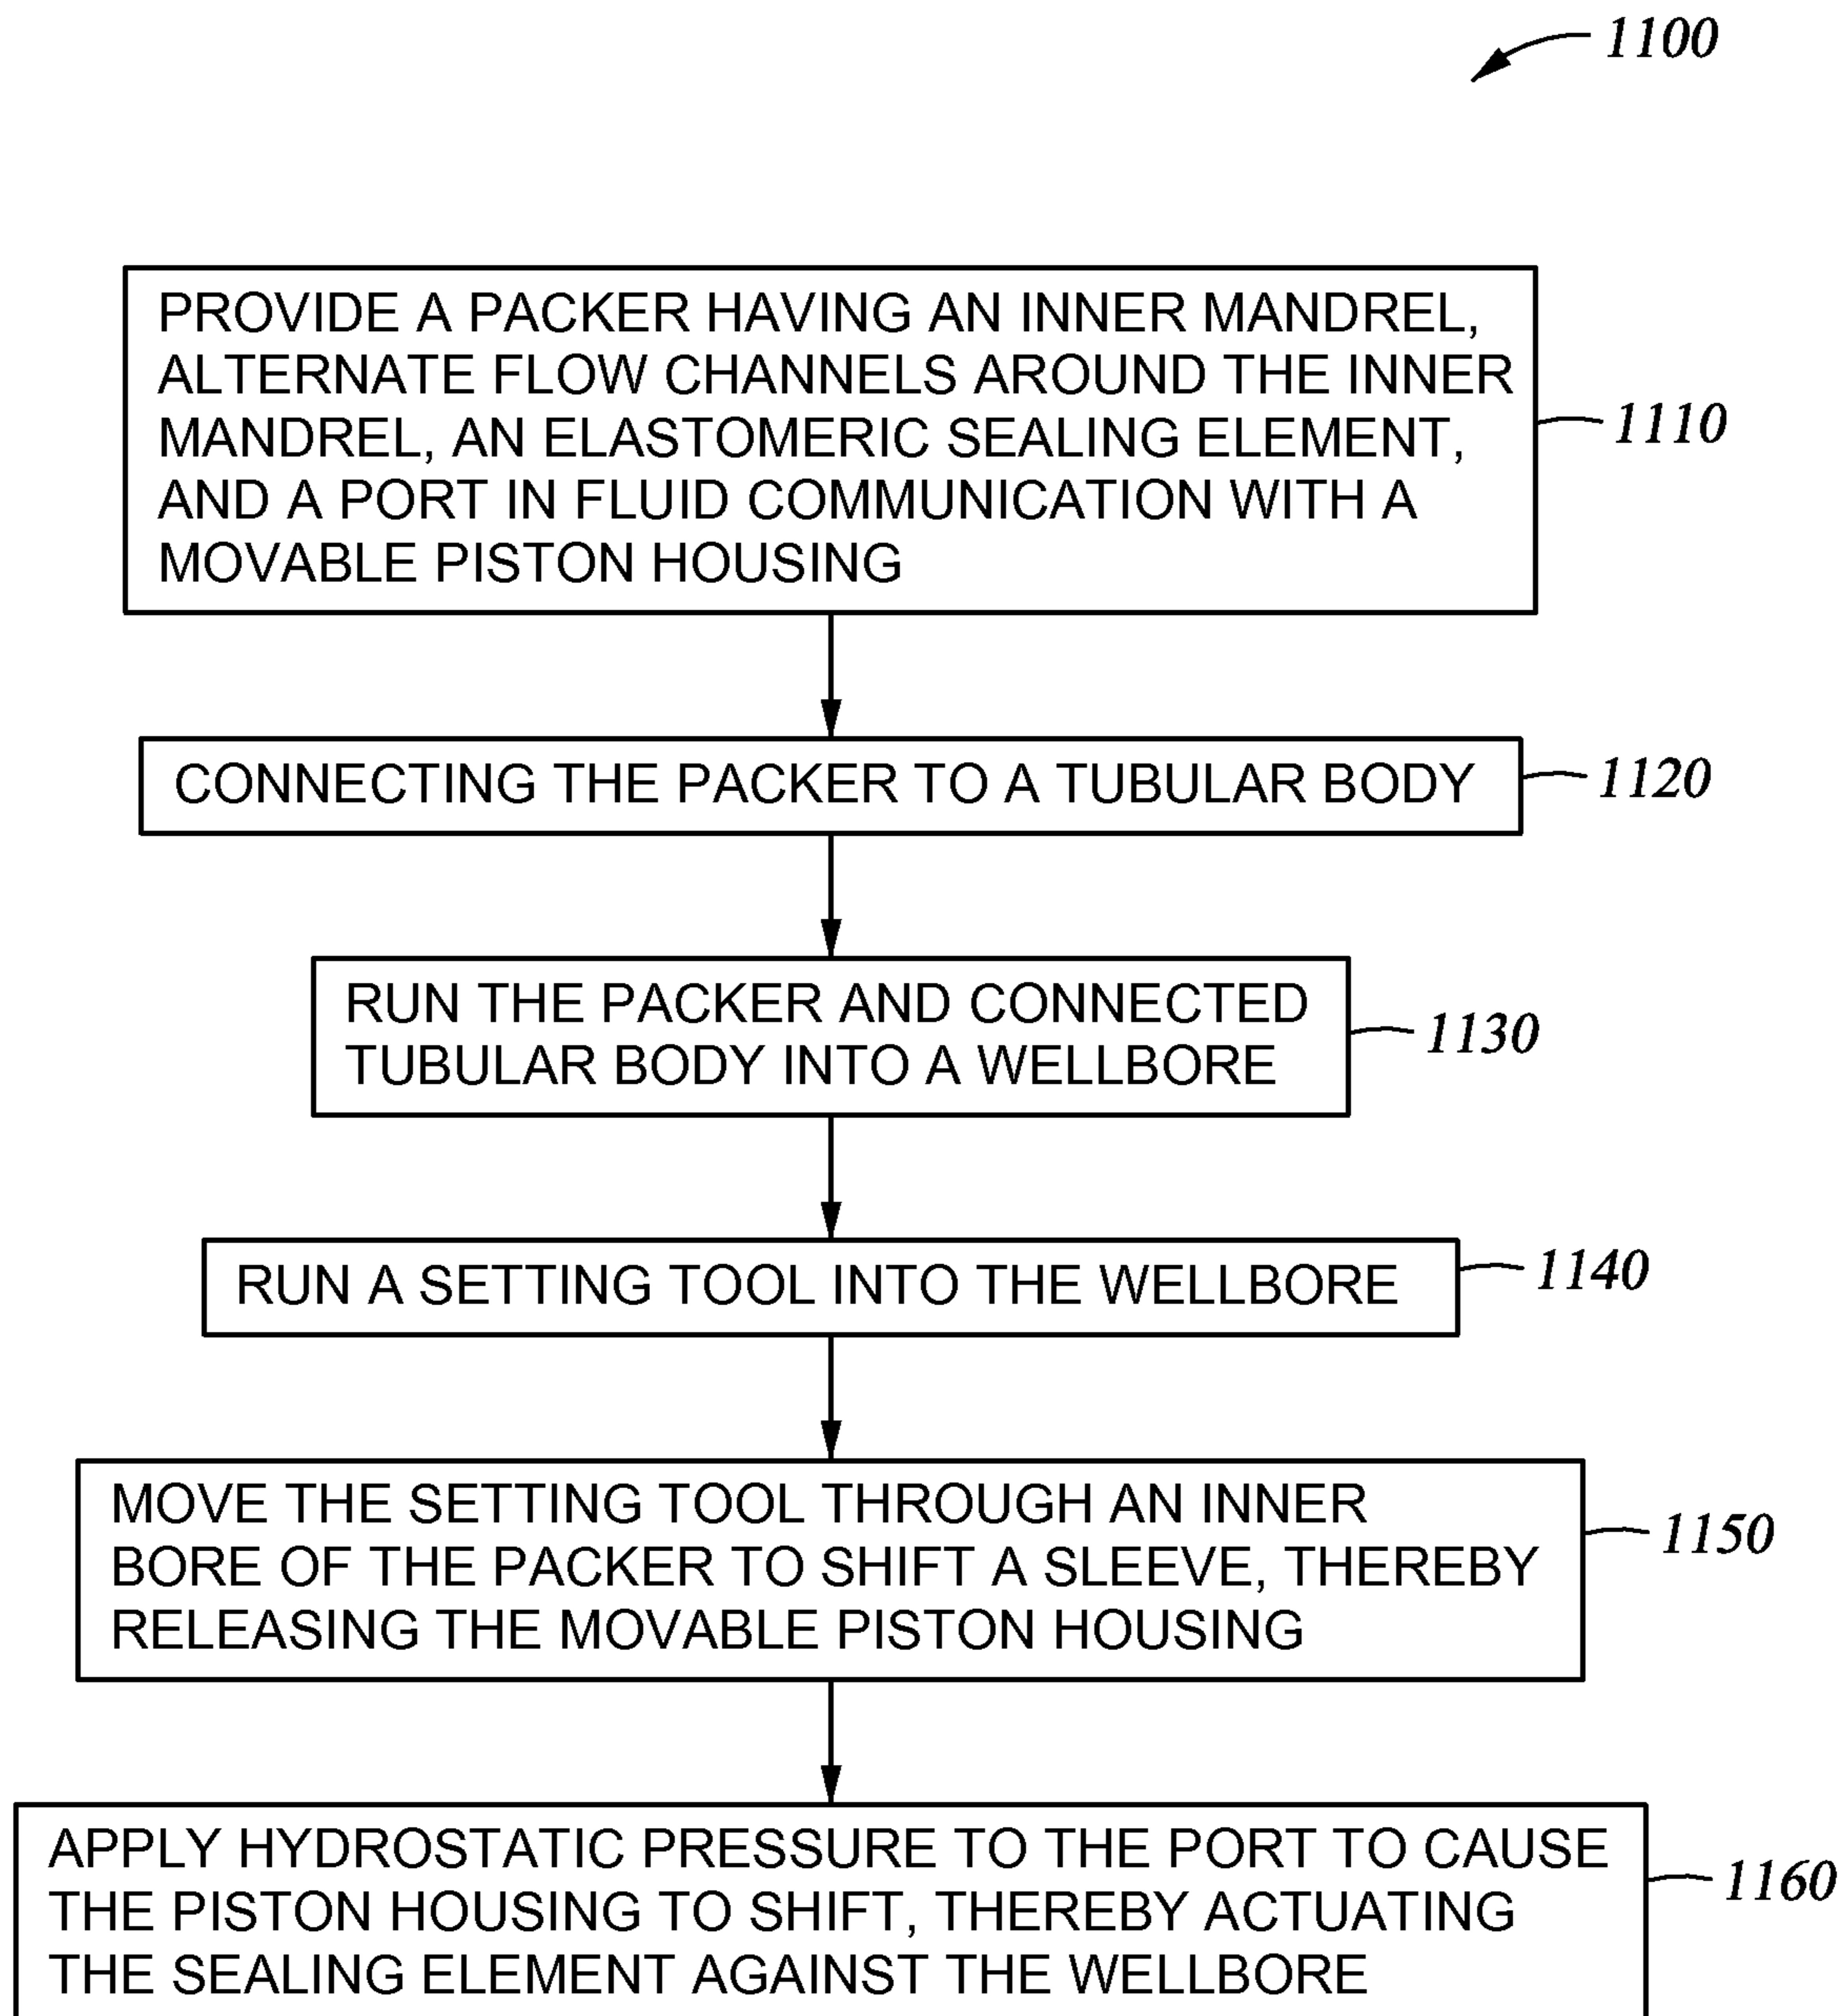 1100
PROVIDE A PACKER HAVING AN INNER MANDREL,
ALTERNATE FLOW CHANNELS AROUND THE INNER
MANDREL, AN ELASTOMERIC SEALING ELEMENT,
AND A PORT IN FLUID COMMUNICATION WITH A
MOVABLE PISTON HOUSING
1110
CONNECTING THE PACKER TO A TUBULAR BODY
1120
RUN THE PACKER AND CONNECTED
TUBULAR BODY INTO A WELLBORE
1130
RUN A SETTING TOOL INTO THE WELLBORE
1140
MOVE THE SETTING TOOL THROUGH AN INNER
BORE OF THE PACKER TO SHIFT A SLEEVE, THEREBY
RELEASING THE MOVABLE PISTON HOUSING
1150
APPLY HYDROSTATIC PRESSURE TO THE PORT TO CAUSE
THE PISTON HOUSING TO SHIFT, THEREBY ACTUATING
THE SEALING ELEMENT AGAINST THE WELLBORE
1160